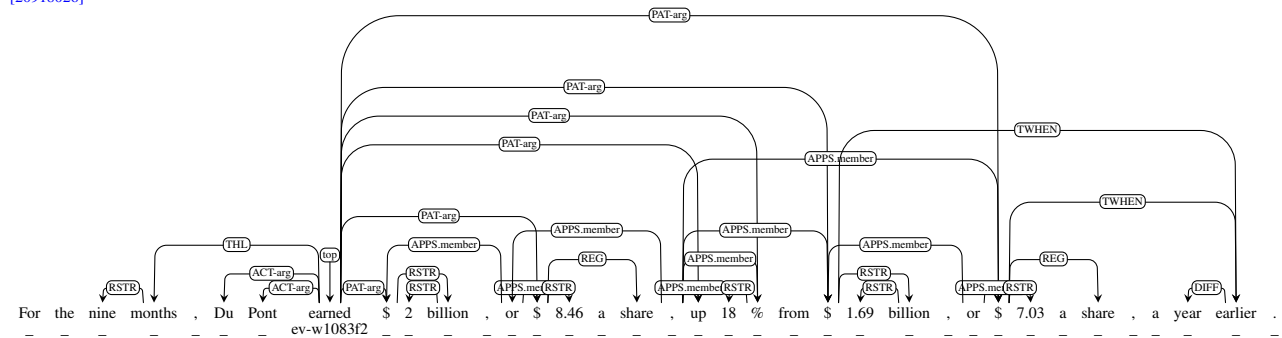 PAT-arg
PAT-arg
PAT-arg
TWHEN
PAT-arg
APPS.member
TWHEN
PAT-arg
APPS.member
APPS.member
THL
APPS.member
APPS.member
top
REG
APPS.member
REG
ACT-arg
RSTR
RSTR
RSTR
ACT-arg
PAT-arg
RSTR
RSTR
RSTR
RSTR
RSTR
DIFF
For the nine months , Du Pont earned $ 2 billion , or $ 8.46 a share , up 18 % from $ 1.69 billion , or $ 7.03 a share , a year earlier .
_ _ _ _ _ _ _ ev-w1083f2 _ _ _ _ _ _ _ _ _ _ _ _ _ _ _ _ _ _ _ _ _ _ _ _ _ _ _ _